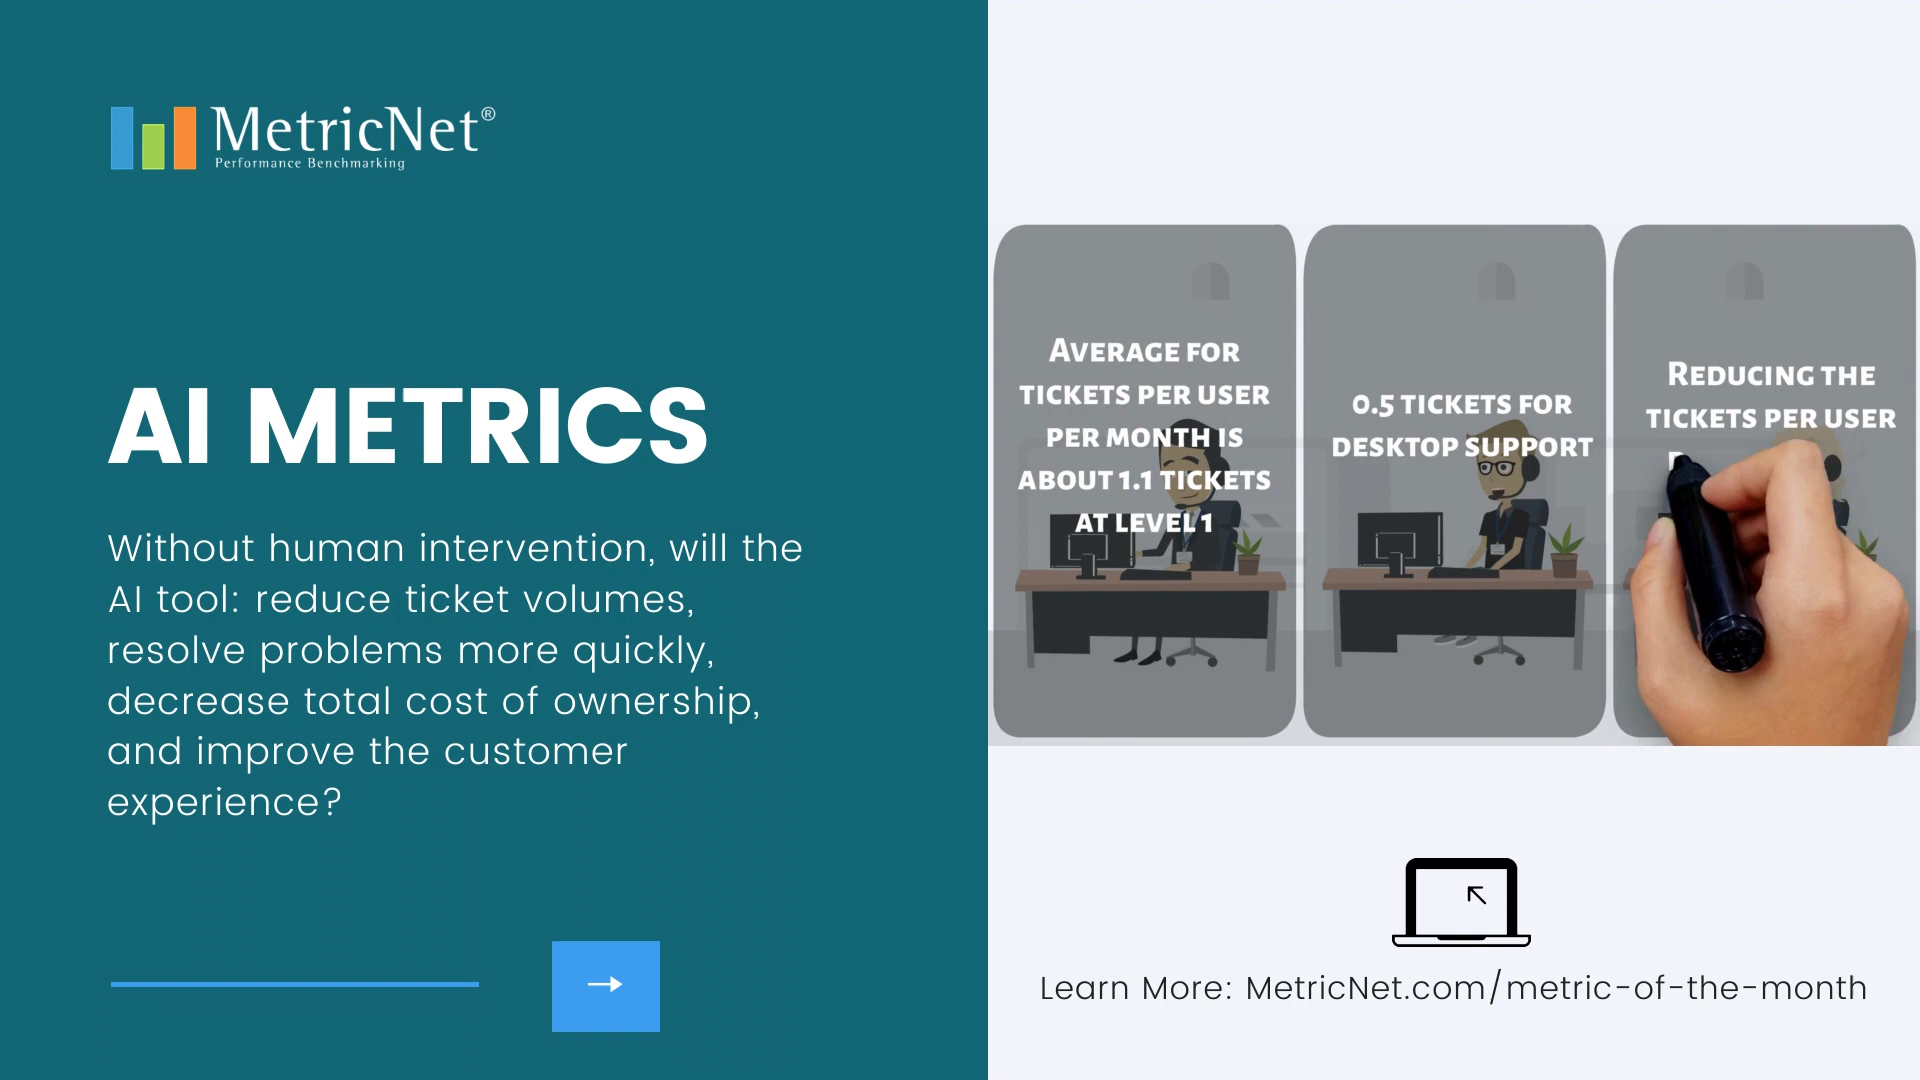 MetricNet®
Performance Benchmarking
AI METRICS
Without human intervention, will the
AI tool: reduce ticket volumes,
resolve problems more quickly,
decrease total cost of ownership,
and improve the customer
experience?
AVERAGE FOR
TICKETS PER USER
PER MONTH IS
ABOUT 1.1 TICKETS
AT LEVEL 1
0.5 TICKETS FOR
DESKTOP SUPPORT
REDUCING THE
TICKETS PER USER
Learn More: MetricNet.com/metric-of-the-month